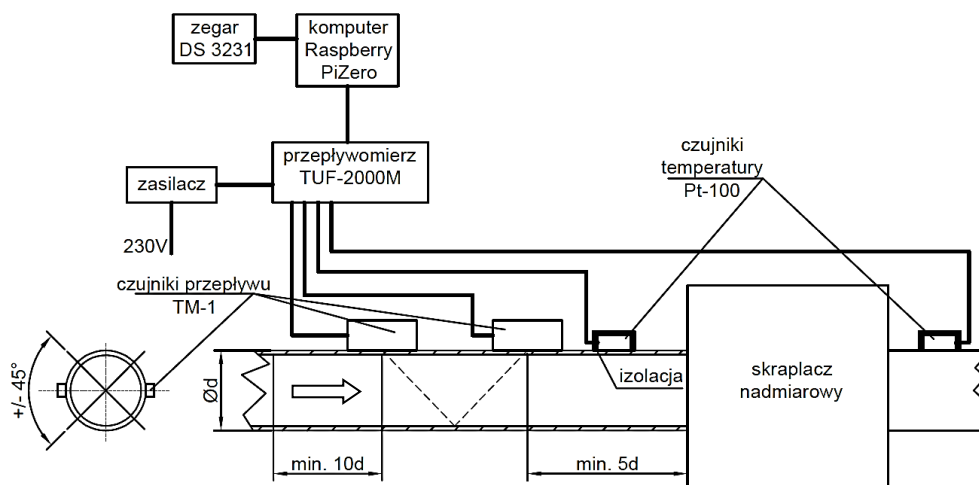 zegar
DS 3231
komputer
Raspberry
PiZero
przepływomierz
TUF-2000M
zasilacz
230V
czujniki
temperatury
Pt-100
czujniki przepływu
TM-1
+/- 45°
Ød
izolacja
skraplacz
nadmiarowy
min. 10d
min. 5d